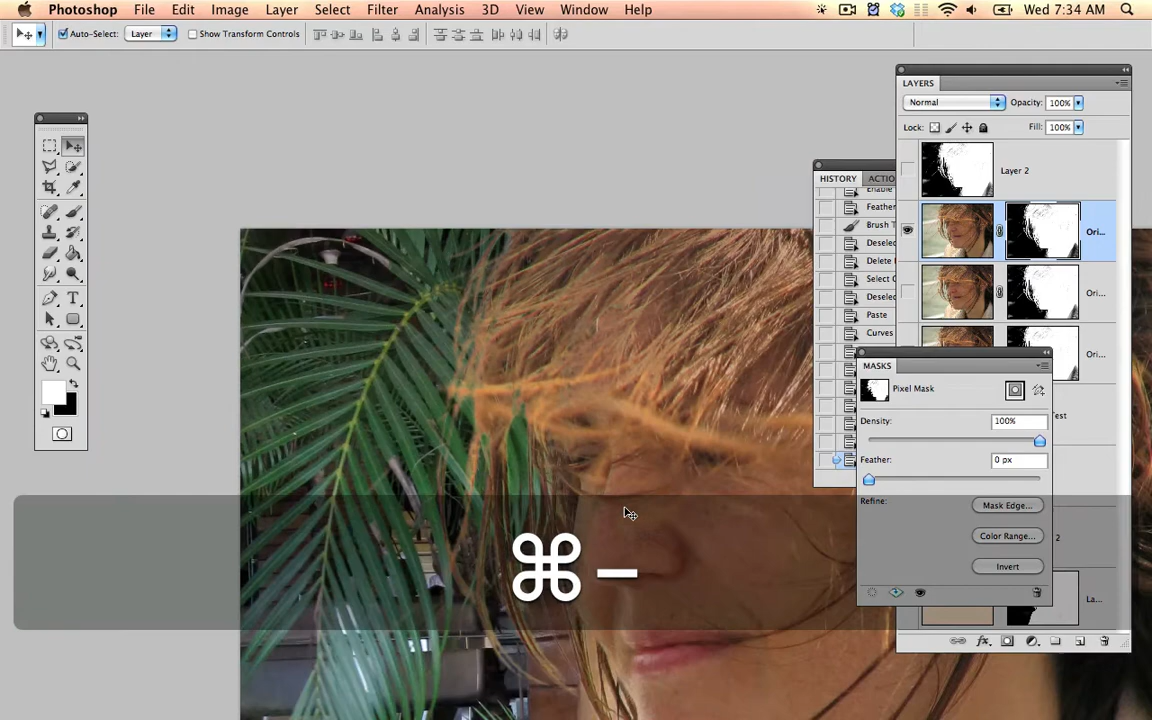 Photoshop File Edit Image Layer Select Filter Analysis 3D View Window Help Wed 7:34 AM
Auto-Select: Layer Show Transform Controls
LAYERS
Normal Opacity: 100%
Lock: Fill: 100%
Layer 2
HISTORY ACTIO
Feather
Brush T
Deselec
Delete
Select C
Deselec
Paste
Curves
Ori...
Ori...
Ori...
MASKS
Pixel Mask
Density: 100%
Test
Feather: 0 px
Refine: Mask Edge...
Color Range...
2
Invert
La...
⌘ –